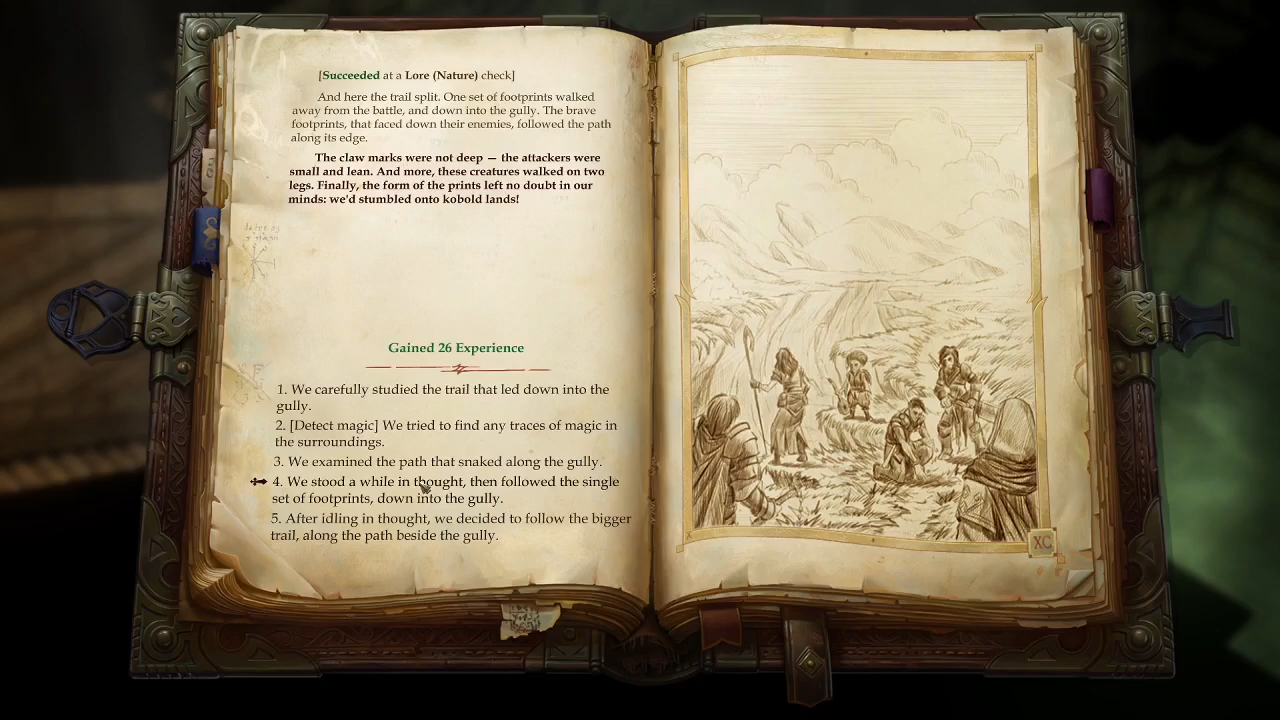 [Succeeded at a Lore (Nature) check]
And here the trail split. One set of footprints walked
away from the battle, and down into the gully. The brave
footprints, that faced down their enemies, followed the path
along its edge.
The claw marks were not deep — the attackers were
small and lean. And more, these creatures walked on two
legs. Finally, the form of the prints left no doubt in our
minds: we'd stumbled onto kobold lands!
Gained 26 Experience
1. We carefully studied the trail that led down into the
gully.
2. [Detect magic] We tried to find any traces of magic in
the surroundings.
3. We examined the path that snaked along the gully.
4. We stood a while in thought, then followed the single
set of footprints, down into the gully.
5. After idling in thought, we decided to follow the bigger
trail, along the path beside the gully.
XC